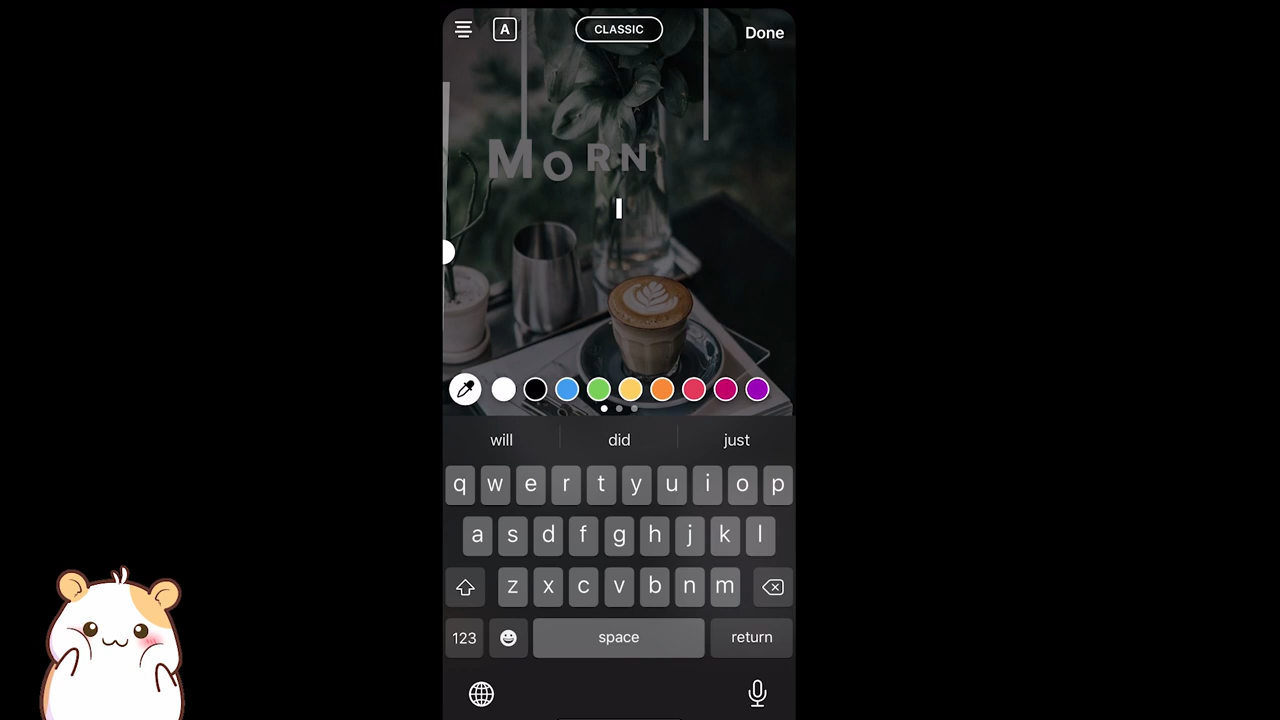 A
CLASSIC
Done
MORN
I
will did just
q w e r t y u i o p
a s d f g h j k l
z x c v b n m
123 space return